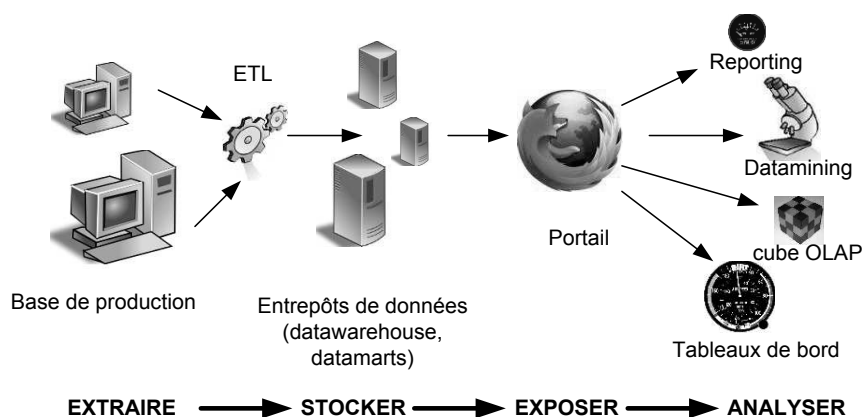 ETL
Reporting
Datamining
cube OLAP
Portail
Base de production
Entrepôts de données
(datawarehouse,
datamarts)
Tableaux de bord
EXTRAIRE STOCKER EXPOSER ANALYSER